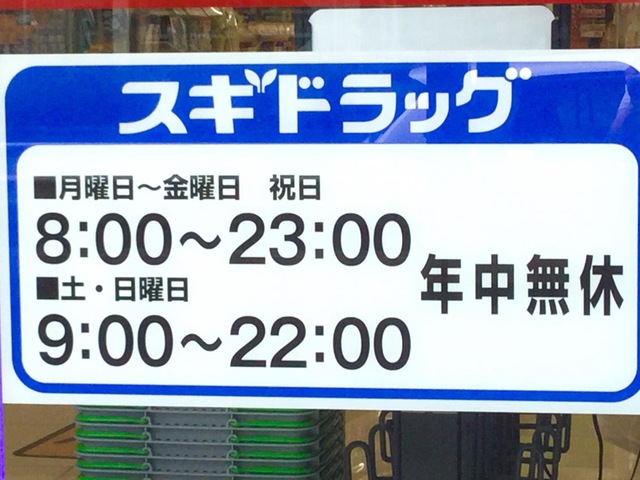 スギドラッグ
■月曜日～金曜日　祝日
8:00～23:00
■土・日曜日
9:00～22:00
年中無休